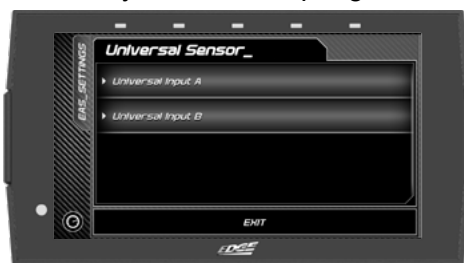 Universal Sensor_
EAS_SETTINGS
Universal Input A
Universal Input B
EXIT
EDGE